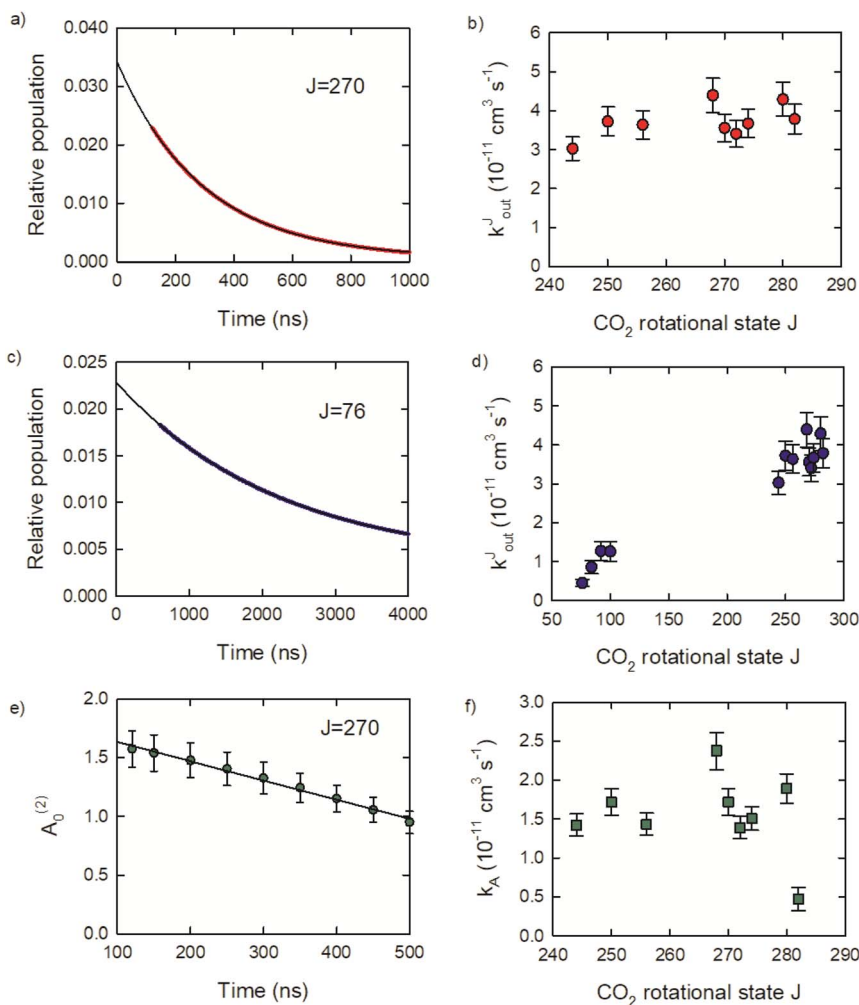 a)
0.040
0.030
0.020
0.010
0.000
Relative population
J=270
0 200 400 600 800 1000
Time (ns)
b)
6
5
4
3
2
1
0
k^J_out (10^-11 cm^3 s^-1)
240 250 260 270 280 290
CO_2 rotational state J
c)
0.025
0.020
0.015
0.010
0.005
0.000
Relative population
J=76
0 1000 2000 3000 4000
Time (ns)
d)
6
5
4
3
2
1
0
k^J_out (10^-11 cm^3 s^-1)
50 100 150 200 250 300
CO_2 rotational state J
e)
2.0
1.5
1.0
0.5
0.0
A_0^(2)
J=270
100 200 300 400 500
Time (ns)
f)
3.0
2.5
2.0
1.5
1.0
0.5
0.0
k_A (10^-11 cm^3 s^-1)
240 250 260 270 280 290
CO_2 rotational state J